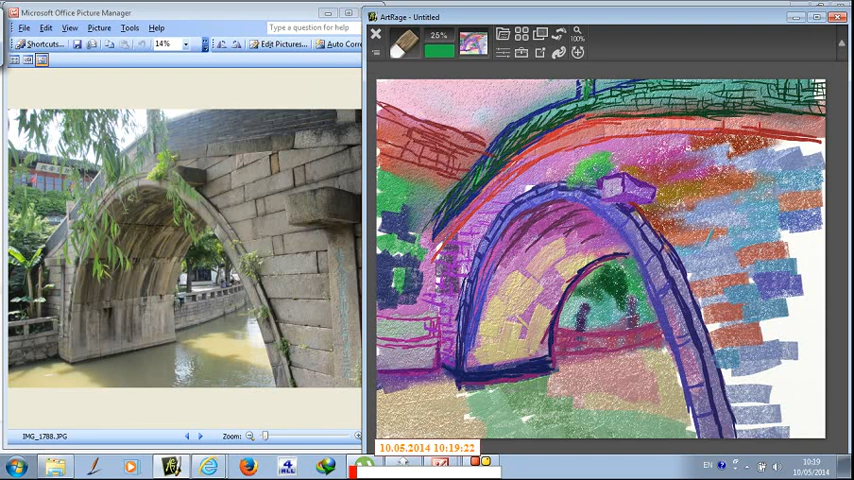 Microsoft Office Picture Manager
File Edit View Picture Tools Help
Type a question for help
Shortcuts...
14%
Edit Pictures...
Auto Corre
IMG_1788.JPG
Zoom:
ArtRage - Untitled
25%
100%
10.05.2014 10:19:22
4
ALL
EN
10:19
10/05/2014